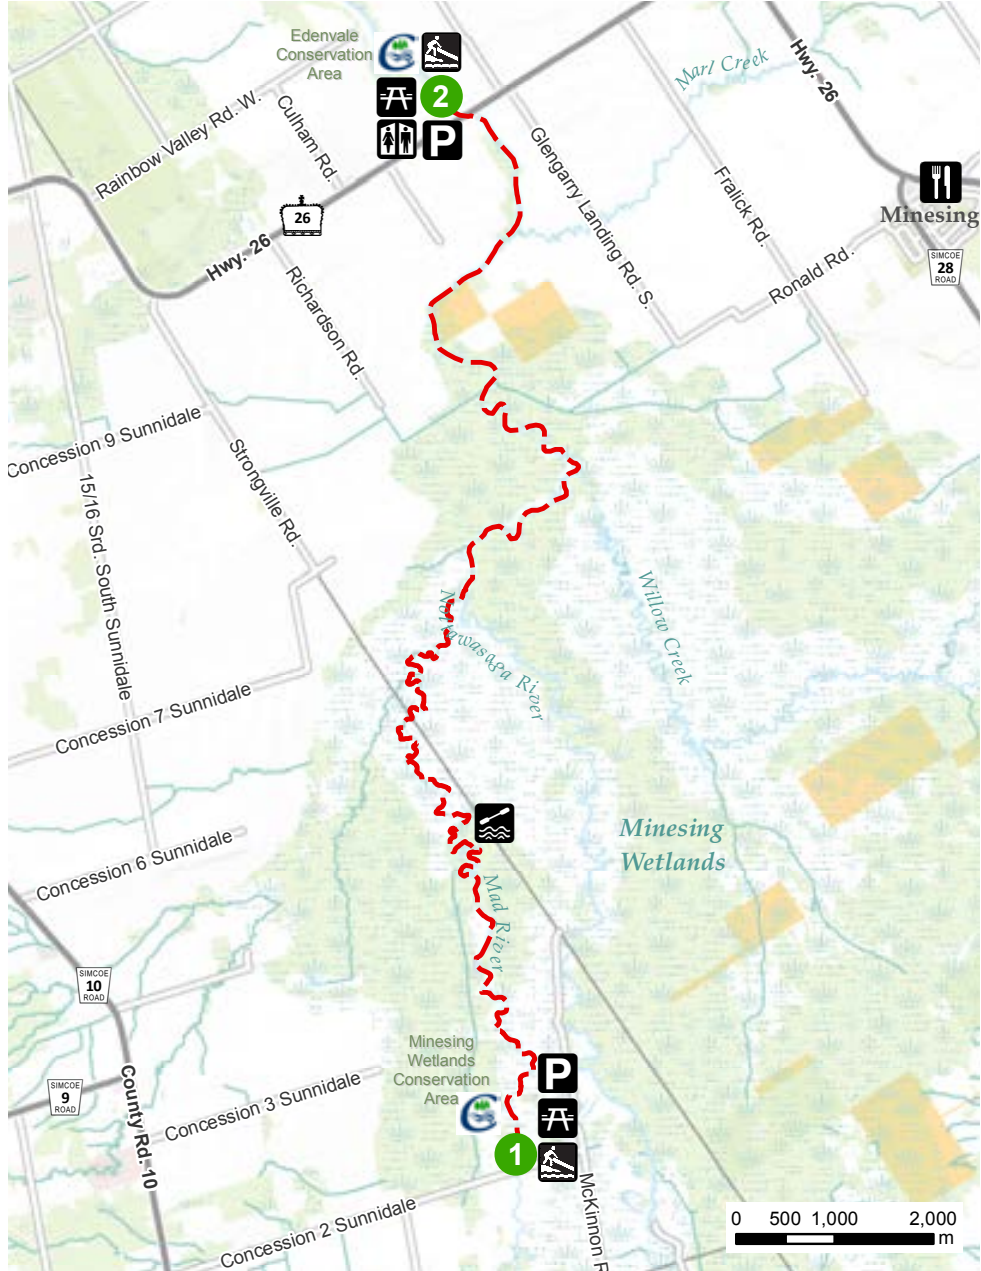 Edenvale
Conservation
Area
2
P
Rainbow Valley Rd. W.
Culham Rd.
26
Hwy. 26
Richardson Rd.
Glengarry Landing Rd. S.
Marl Creek
Hwy. 26
Fralick Rd.
Ronald Rd.
Minesing
SIMCOE
28
ROAD
Concession 9 Sunnidale
Strongville Rd.
15/16 Srd. South Sunnidale
Nottawasaga River
Willow Creek
Concession 7 Sunnidale
Concession 6 Sunnidale
Minesing
Wetlands
Mad River
SIMCOE
10
ROAD
SIMCOE
9
ROAD
County Rd. 10
Concession 3 Sunnidale
Minesing
Wetlands
Conservation
Area
P
1
Concession 2 Sunnidale
McKinnon R
0 500 1,000 2,000
m